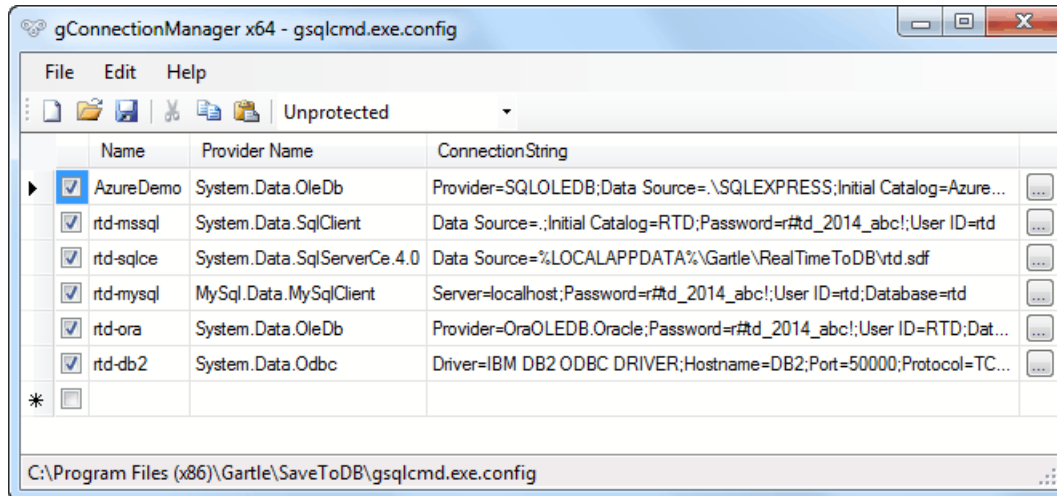 gConnectionManager x64 - gsqlcmd.exe.config
File Edit Help
Unprotected
Name Provider Name ConnectionString
AzureDemo System.Data.OleDb Provider=SQLOLEDB;Data Source=.\SQLEXPRESS;Initial Catalog=Azure... ...
rtd-mssql System.Data.SqlClient Data Source=.;Initial Catalog=RTD;Password=r#td_2014_abc!;User ID=rtd ...
rtd-sqlce System.Data.SqlServerCe.4.0 Data Source=%LOCALAPPDATA%\Gartle\RealTimeToDB\rtd.sdf ...
rtd-mysql MySql.Data.MySqlClient Server=localhost;Password=r#td_2014_abc!;User ID=rtd;Database=rtd ...
rtd-ora System.Data.OleDb Provider=OraOLEDB.Oracle;Password=r#td_2014_abc!;User ID=RTD;Dat... ...
rtd-db2 System.Data.Odbc Driver=IBM DB2 ODBC DRIVER;Hostname=DB2;Port=50000;Protocol=TC... ...
C:\Program Files (x86)\Gartle\SaveToDB\gsqlcmd.exe.config